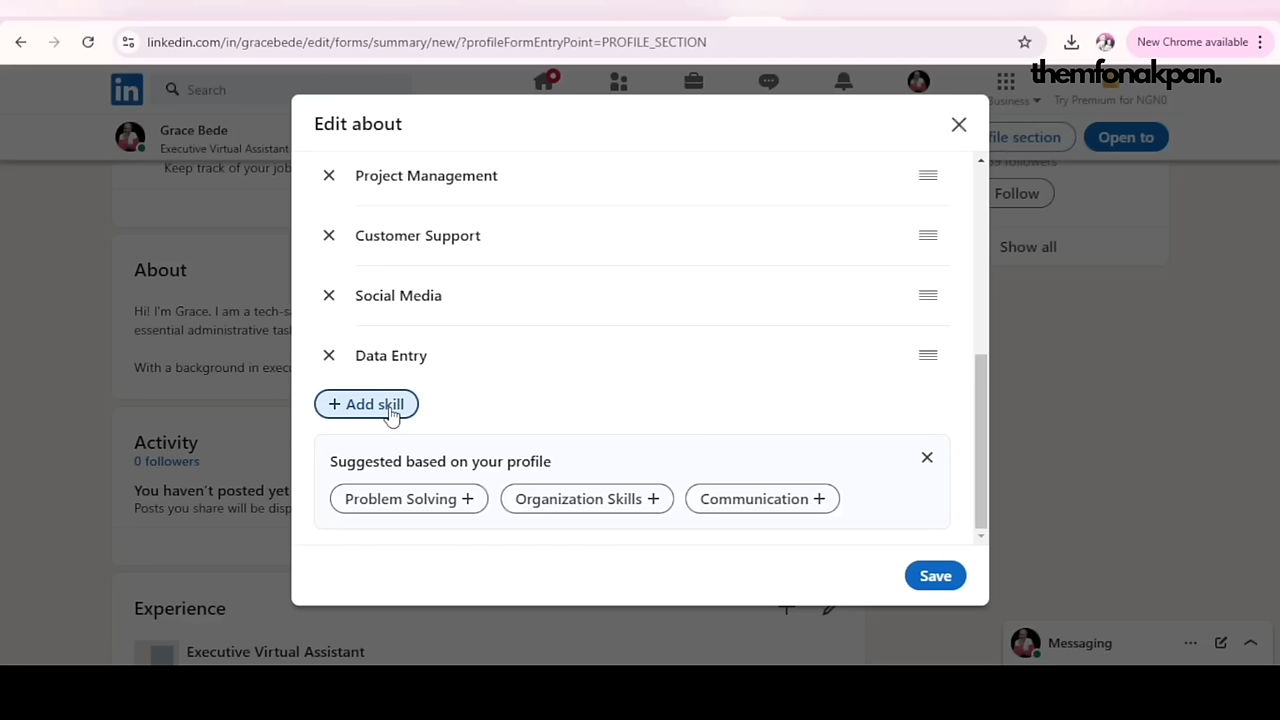 linkedin.com/in/gracebede/edit/forms/summary/new/?profileFormEntryPoint=PROFILE_SECTION
New Chrome available
themfonakpan.
in
Search
Try Premium for NGN0
Edit about
Grace Bede
Executive Virtual Assistant
file section
Open to
Keep track of your job
followers
Project Management
Follow
Customer Support
Show all
About
Social Media
Hi! I'm Grace. I am a tech-sa
essential administrative tas
Data Entry
With a background in exec
+ Add skill
Activity
0 followers
Suggested based on your profile
You haven't posted yet
Problem Solving +
Organization Skills +
Communication +
Posts you share will be disp
Save
Experience
Executive Virtual Assistant
Messaging